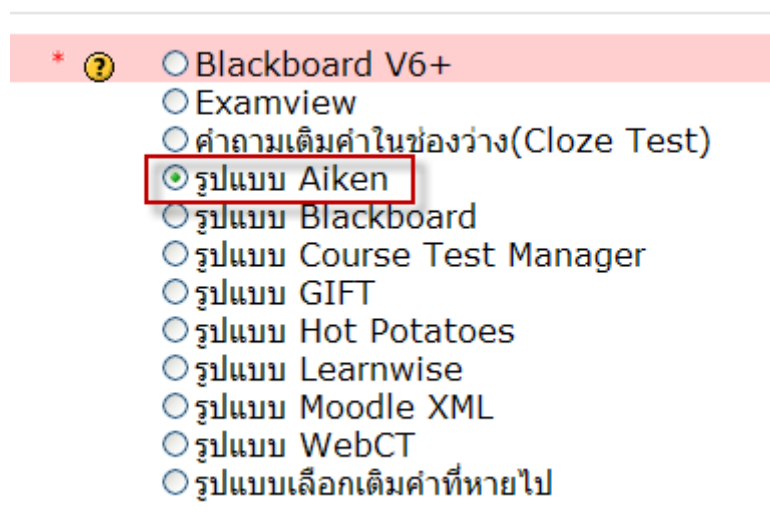 * ?
Blackboard V6+
Examview
คำถามเติมคำในช่องว่าง(Cloze Test)
รูปแบบ Aiken
รูปแบบ Blackboard
รูปแบบ Course Test Manager
รูปแบบ GIFT
รูปแบบ Hot Potatoes
รูปแบบ Learnwise
รูปแบบ Moodle XML
รูปแบบ WebCT
รูปแบบเลือกเติมคำที่หายไป